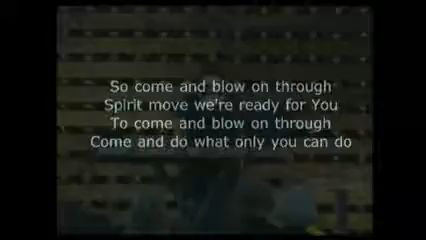 So come and blow on through
Spirit move we're ready for You
To come and blow on through
Come and do what only you can do